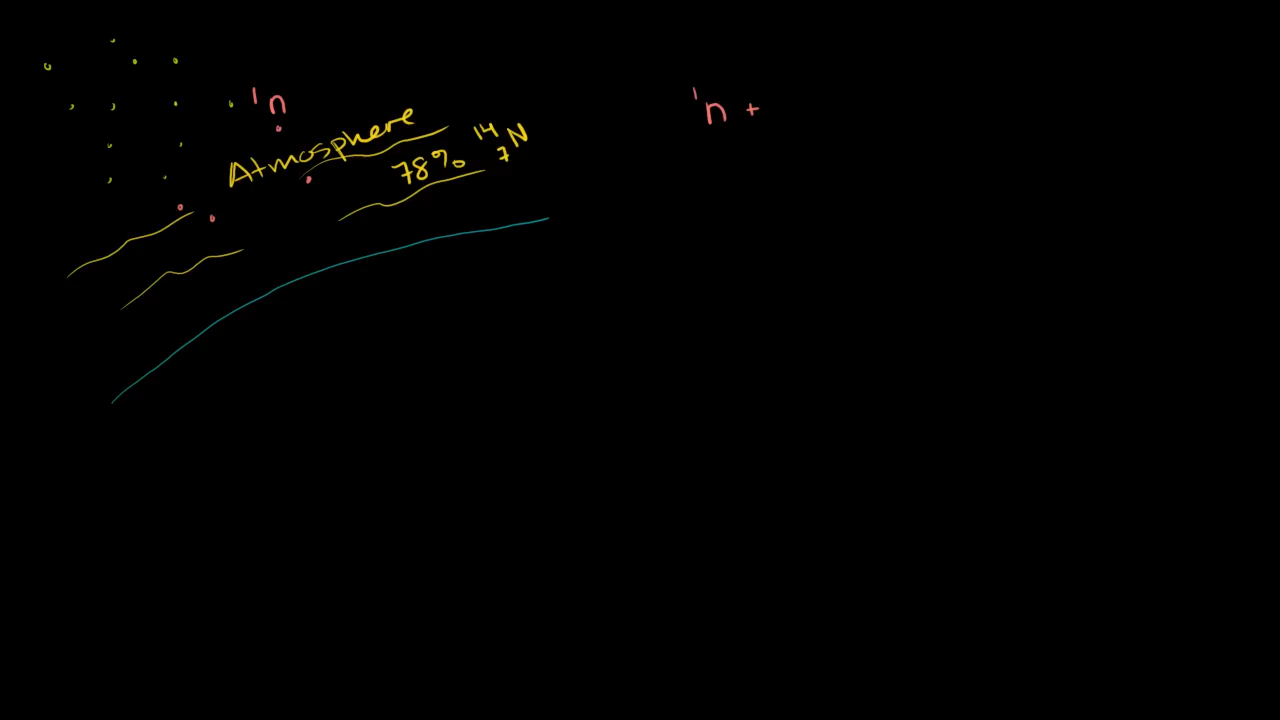 ¹n
Atmosphere
78% ¹⁴₇N
¹n +